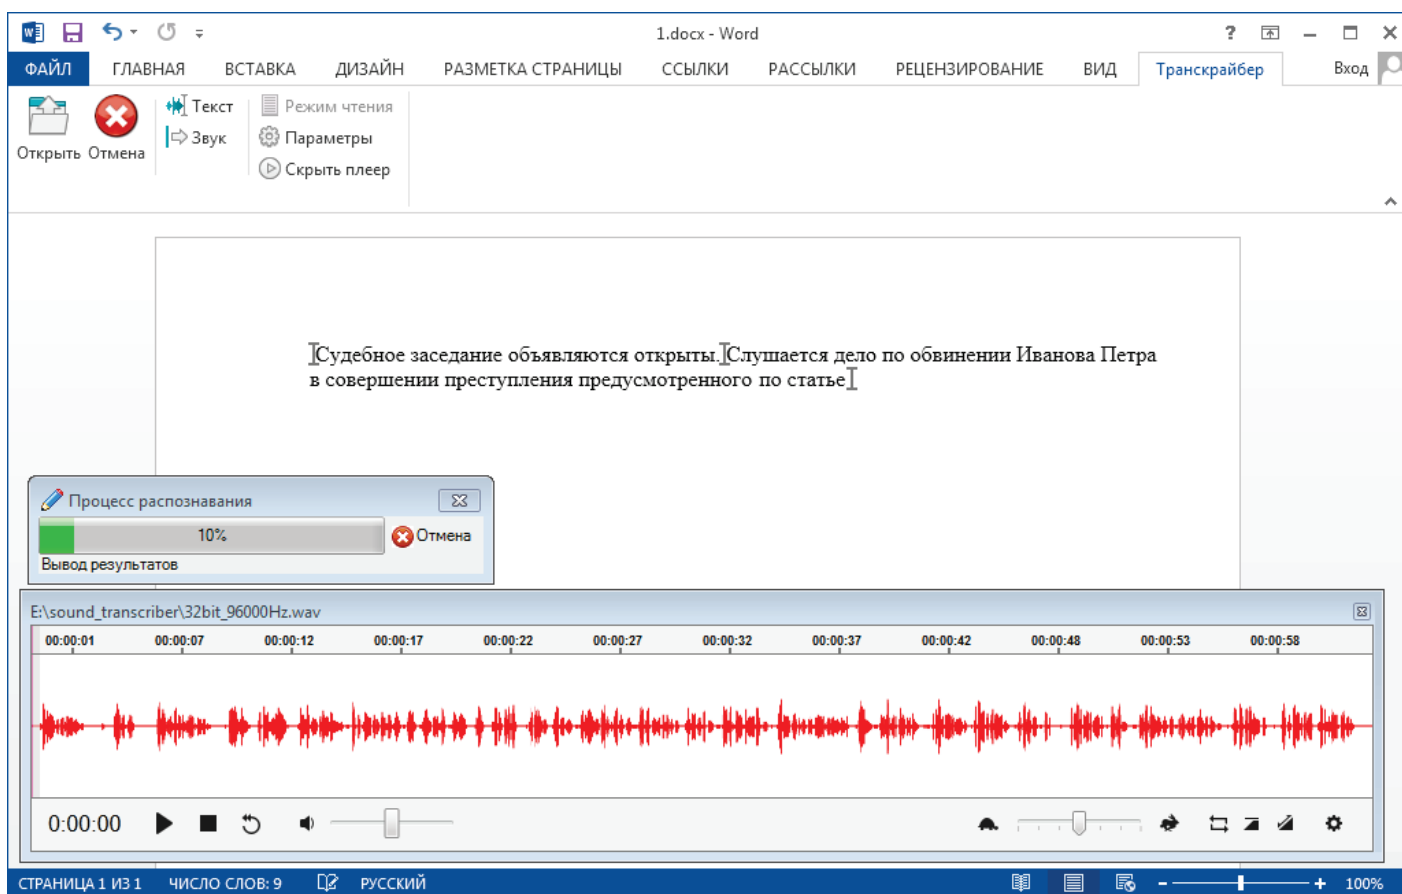 1.docx - Word
ФАЙЛ ГЛАВНАЯ ВСТАВКА ДИЗАЙН РАЗМЕТКА СТРАНИЦЫ ССЫЛКИ РАССЫЛКИ РЕЦЕНЗИРОВАНИЕ ВИД Транскрайбер Вход
Открыть
Отмена
Текст
Звук
Режим чтения
Параметры
Скрыть плеер
Судебное заседание объявляются открыты. Слушается дело по обвинении Иванова Петра
в совершении преступления предусмотренного по статье
Процесс распознавания
10%
Отмена
Вывод результатов
E:\sound_transcriber\32bit_96000Hz.wav
00:00:01 00:00:07 00:00:12 00:00:17 00:00:22 00:00:27 00:00:32 00:00:37 00:00:42 00:00:48 00:00:53 00:00:58
0:00:00
СТРАНИЦА 1 ИЗ 1 ЧИСЛО СЛОВ: 9 РУССКИЙ 100%